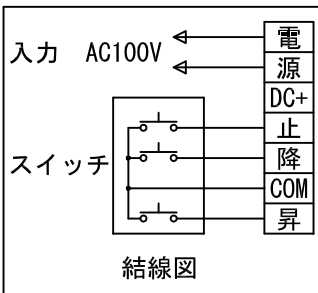 入力 AC100V
スイッチ
電
源
DC+
止
降
COM
昇
結線図